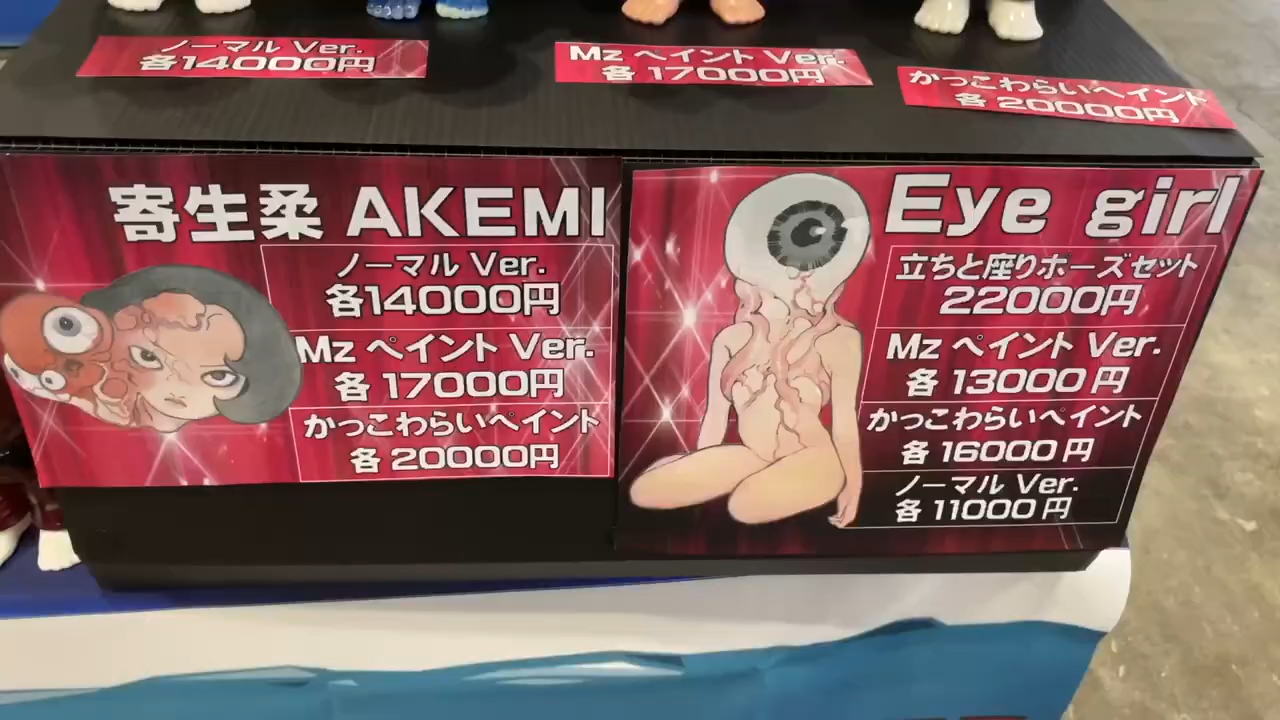 ノーマル Ver.
各14000円
Mz ペイント Ver.
各 17000円
かっこわらいペイント
各 20000円
寄生柔 AKEMI
ノーマル Ver.
各14000円
Mz ペイント Ver.
各 17000円
かっこわらいペイント
各 20000円
Eye girl
立ちと座りポーズセット
22000円
Mz ペイント Ver.
各 13000 円
かっこわらいペイント
各 16000 円
ノーマル Ver.
各 11000 円